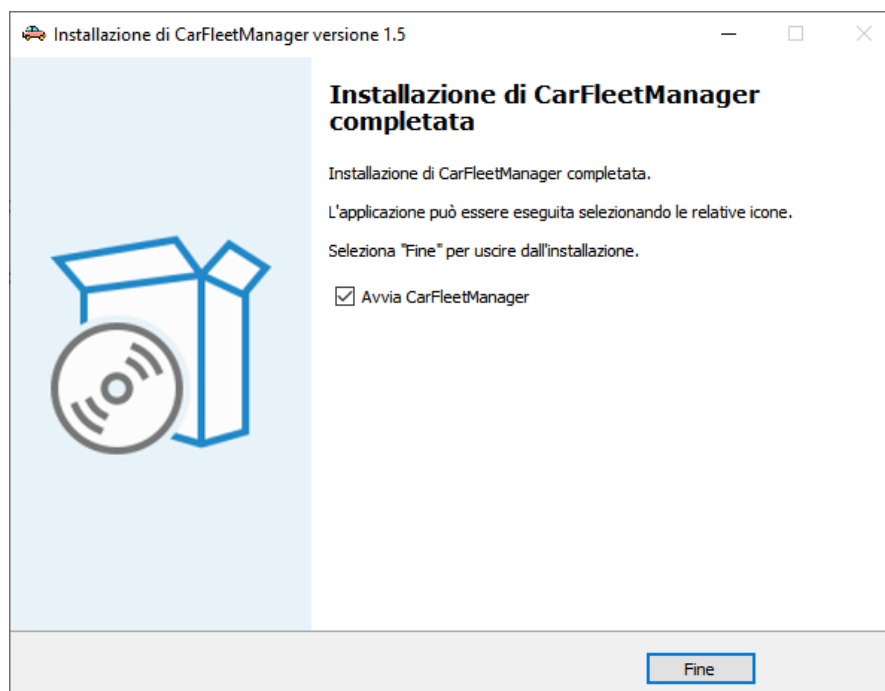 Installazione di CarFleetManager versione 1.5
Installazione di CarFleetManager
completata
Installazione di CarFleetManager completata.
L'applicazione può essere eseguita selezionando le relative icone.
Seleziona "Fine" per uscire dall'installazione.
Avvia CarFleetManager
Fine